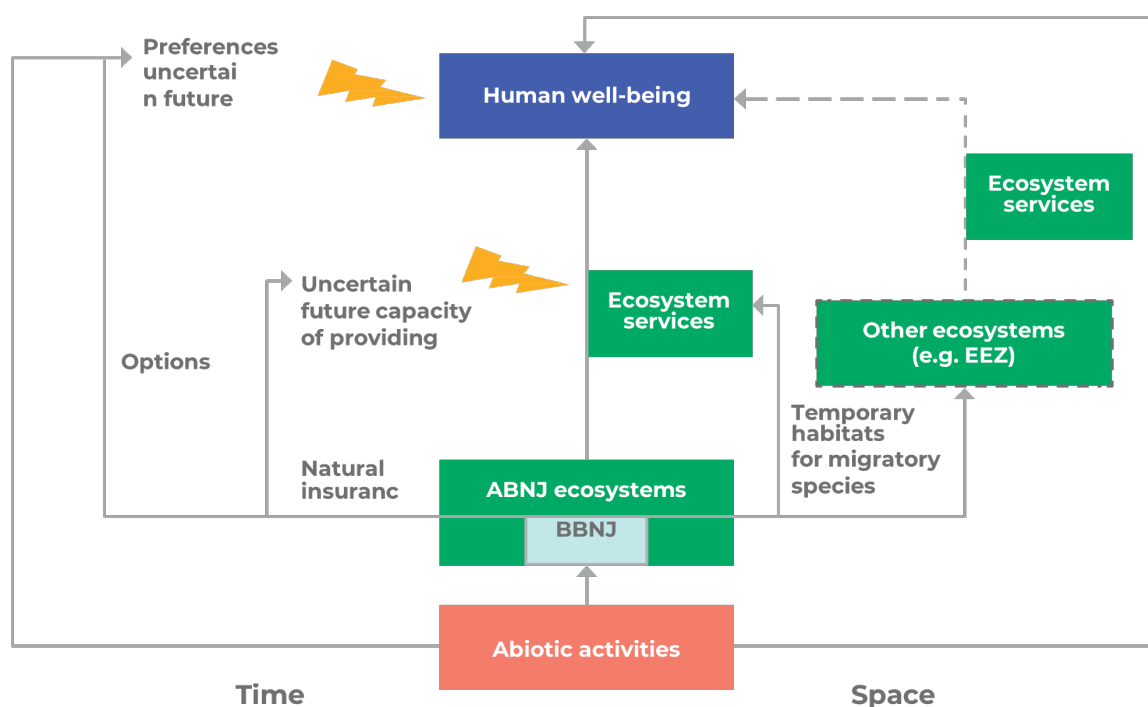 Preferences
uncertai
n future
Human well-being
Ecosystem
services
Uncertain
future capacity
of providing
Ecosystem
services
Other ecosystems
(e.g. EEZ)
Options
Temporary
habitats
for migratory
species
Natural
insuranc
ABNJ ecosystems
BBNJ
Abiotic activities
Time
Space